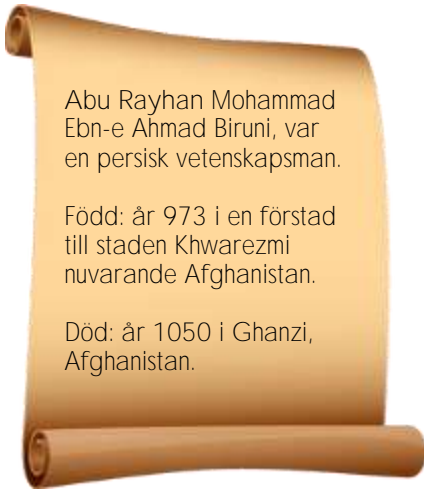 Abu Rayhan Mohammad
Ebn-e Ahmad Biruni, var
en persisk vetenskapsman.
Född: år 973 i en förstad
till staden Khwarezmi
nuvarande Afghanistan.
Död: år 1050 i Ghanzi,
Afghanistan.